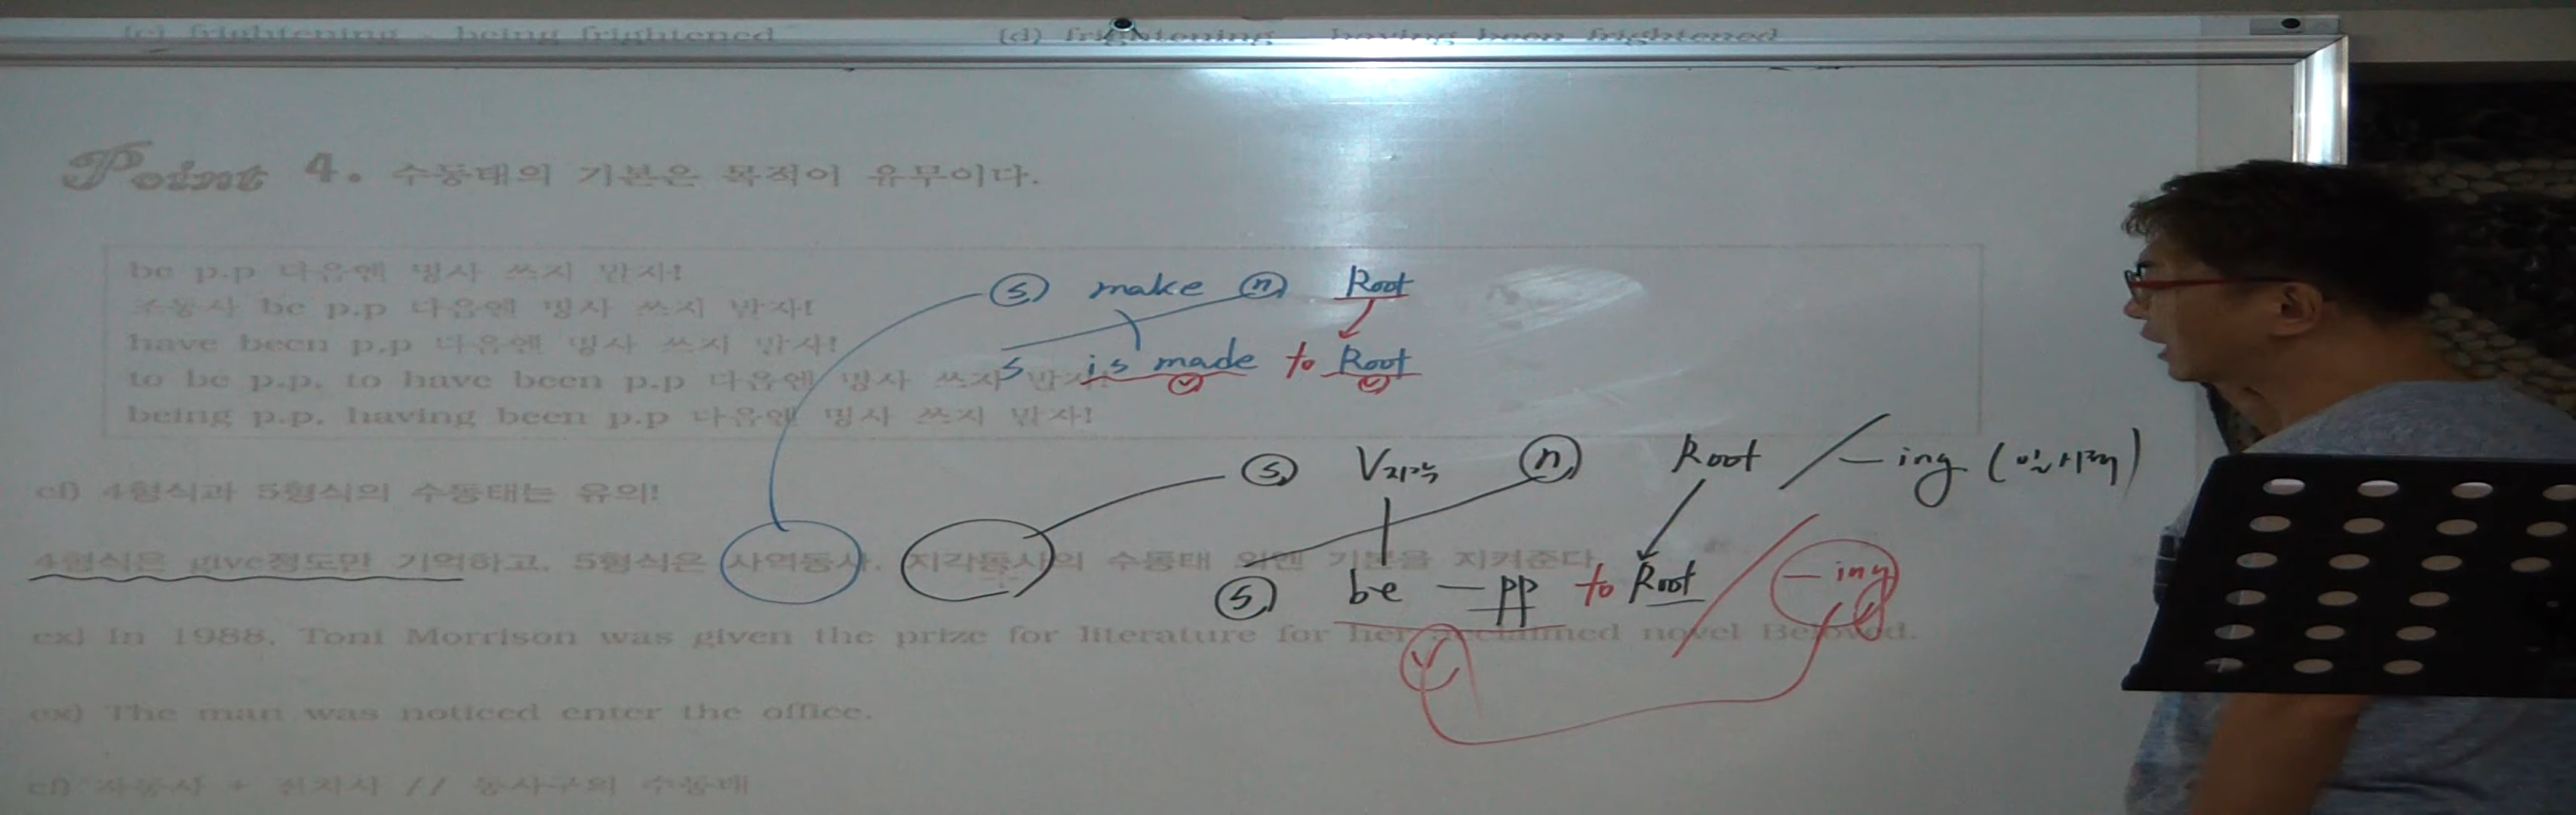 (c) frightening - being frightened (d) frightening - having been frightened
Point 4. 수동태의 기본은 목적어 유무이다.
be p.p 다음엔 명사 쓰지 말자!
조동사 be p.p 다음엔 명사 쓰지 말자!
have been p.p 다음엔 명사 쓰지 말자!
to be p.p, to have been p.p 다음엔 명사 쓰지 말자!
being p.p, having been p.p 다음엔 명사 쓰지 말자!
S make n Root
S is made to Root
S V지각 n Root / -ing (일시적)
cf) 4형식과 5형식의 수동태는 유의!
4형식은 give정도만 기억하고, 5형식은 사역동사, 지각동사의 수동태 외엔 기본을 지켜준다.
S be -pp to Root / -ing
ex) In 1988, Toni Morrison was given the prize for literature for her acclaimed novel Beloved.
V
ex) The man was noticed enter the office.
cf) 자동사 + 전치사 // 동사구의 수동태